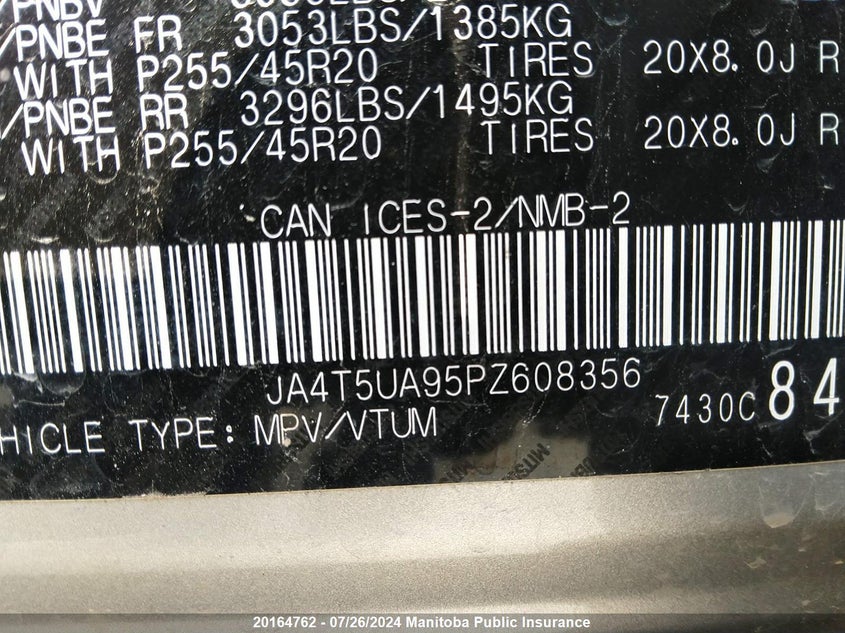 /PNBV
/PNBE FR 3053LBS/1385KG
WITH P255/45R20 TIRES 20X8.0J R
/PNBE RR 3296LBS/1495KG
WITH P255/45R20 TIRES 20X8.0J R
CAN ICES-2/NMB-2
JA4T5UA95PZ608356
7430C 84
HICLE TYPE: MPV/VTUM
20164762 - 07/26/2024 Manitoba Public Insurance